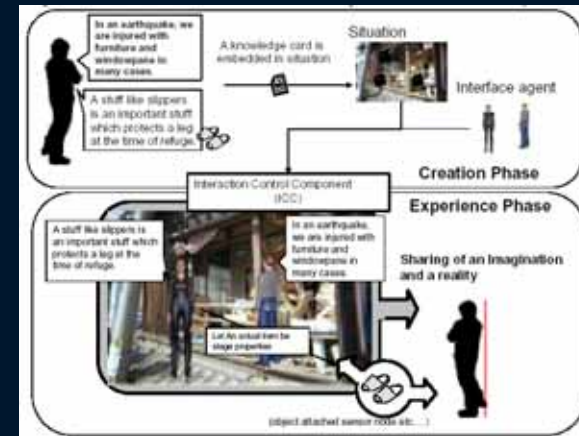 In an earthquake, we
are injured with
furniture and
windowpane in
many cases.
A stuff like slippers
is an important stuff
which protects a leg
at the time of refuge.
A knowledge card is
embedded in situation
Situation
Interface agent
Creation Phase
Interaction Control Component
(ICC)
Experience Phase
A stuff like slippers is
an important stuff which
protects a leg at the
time of refuge.
In an earthquake,
we are injured with
furniture and
windowpane in
many cases.
Sharing of an Imagination
and a reality
Let An actual item be
stage properties
(object attached sensor node etc....)